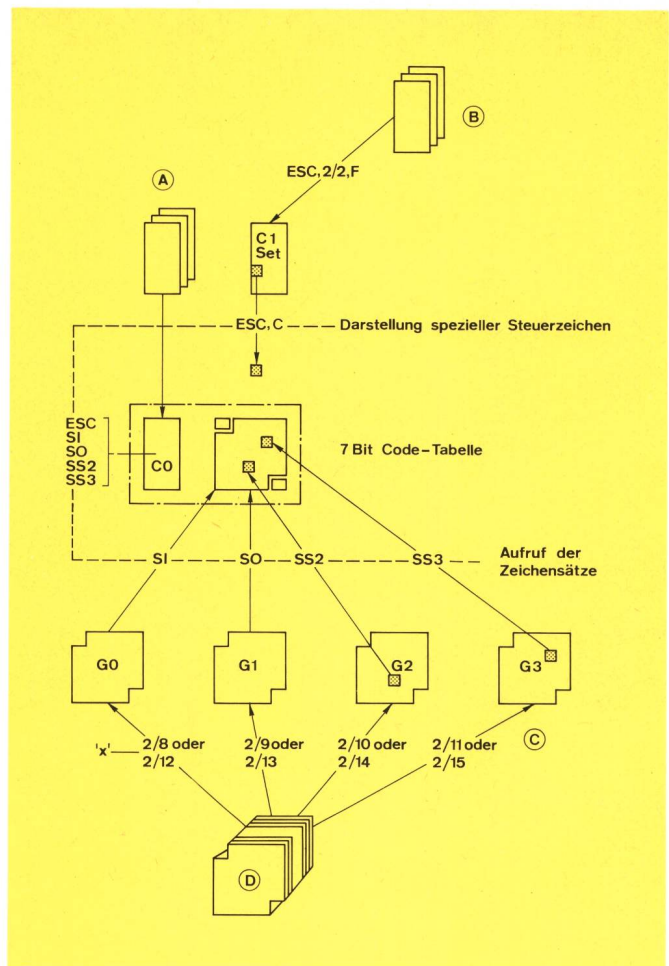 B
ESC, 2/2, F
A
C1
Set
ESC, C
Darstellung spezieller Steuerzeichen
ESC
SI
SO
SS2
SS3
C0
7 Bit Code-Tabelle
SI
SO
SS2
SS3
Aufruf der
Zeichensätze
G0
G1
G2
G3
C
'x'
2/8 oder
2/12
2/9 oder
2/13
2/10 oder
2/14
2/11 oder
2/15
D